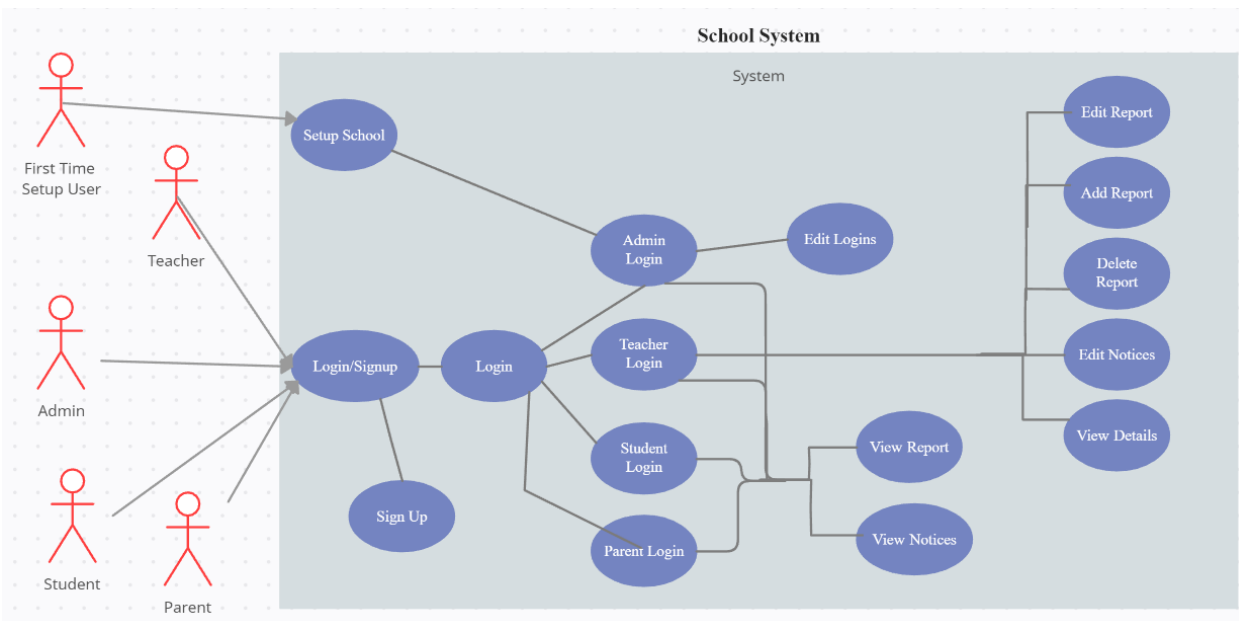 School System
System
First Time
Setup User
Teacher
Admin
Student
Parent
Setup School
Login/Signup
Sign Up
Login
Admin
Login
Teacher
Login
Student
Login
Parent Login
Edit Logins
View Report
View Notices
Edit Report
Add Report
Delete
Report
Edit Notices
View Details